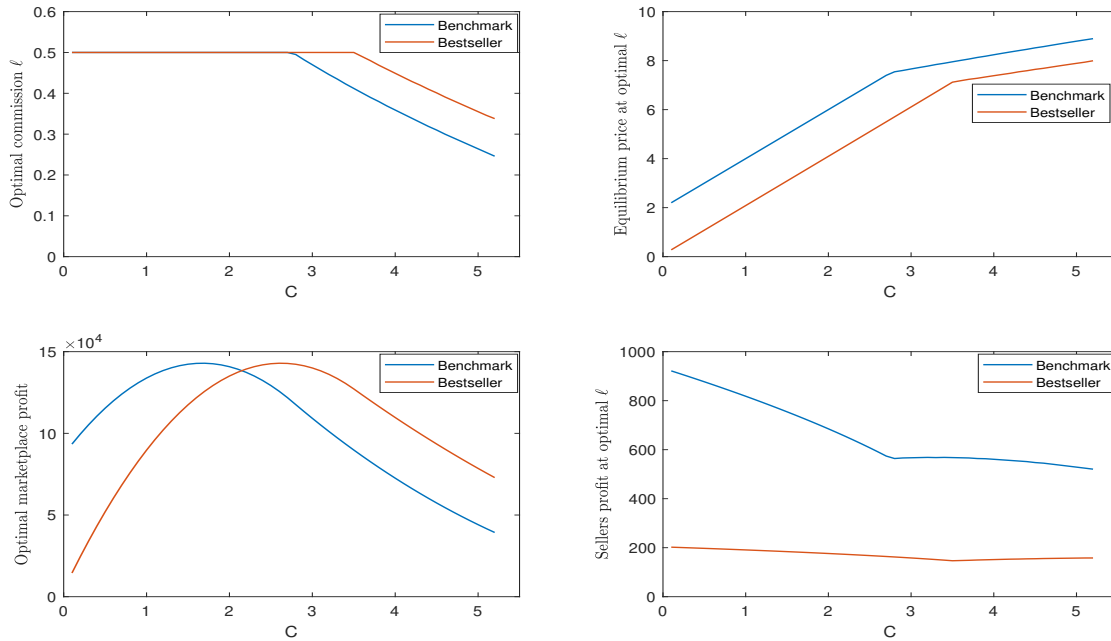 0.6
0.5
0.4
0.3
0.2
0.1
0
0 1 2 3 4 5
C
Optimal commission ℓ
Benchmark
Bestseller
10
8
6
4
2
0
0 1 2 3 4 5
C
Equilibrium price at optimal ℓ
Benchmark
Bestseller
×10⁴
15
10
5
0
0 1 2 3 4 5
C
Optimal marketplace profit
Benchmark
Bestseller
1000
800
600
400
200
0
0 1 2 3 4 5
C
Sellers profit at optimal ℓ
Benchmark
Bestseller